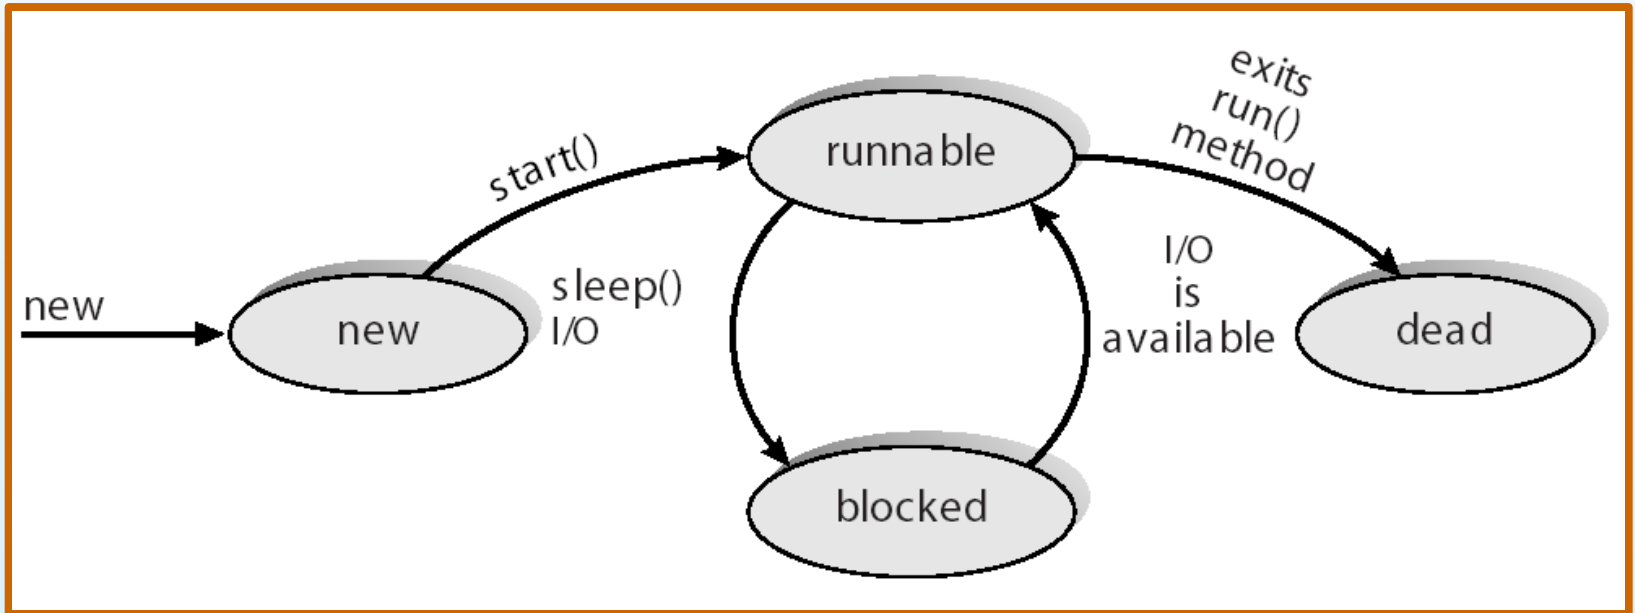 new
new
start()
sleep()
I/O
runnable
blocked
I/O
is
available
exits
run()
method
dead